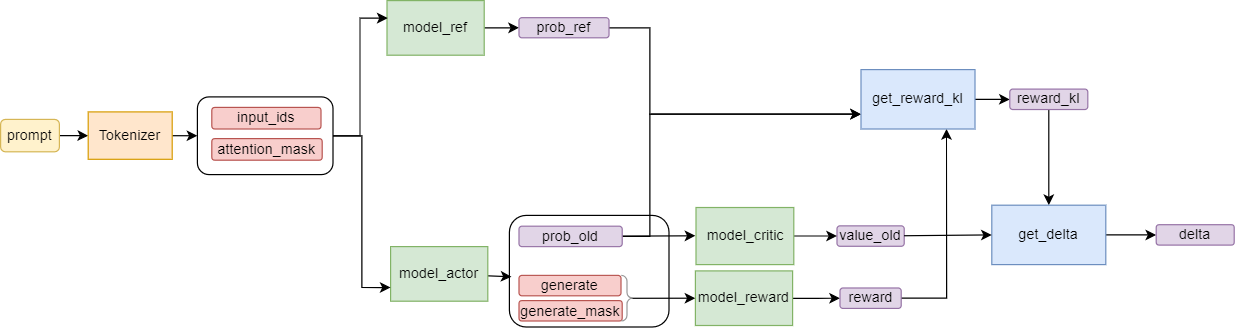 prompt
Tokenizer
input_ids
attention_mask
model_ref
prob_ref
model_actor
prob_old
generate
generate_mask
model_critic
value_old
model_reward
reward
get_reward_kl
reward_kl
get_delta
delta